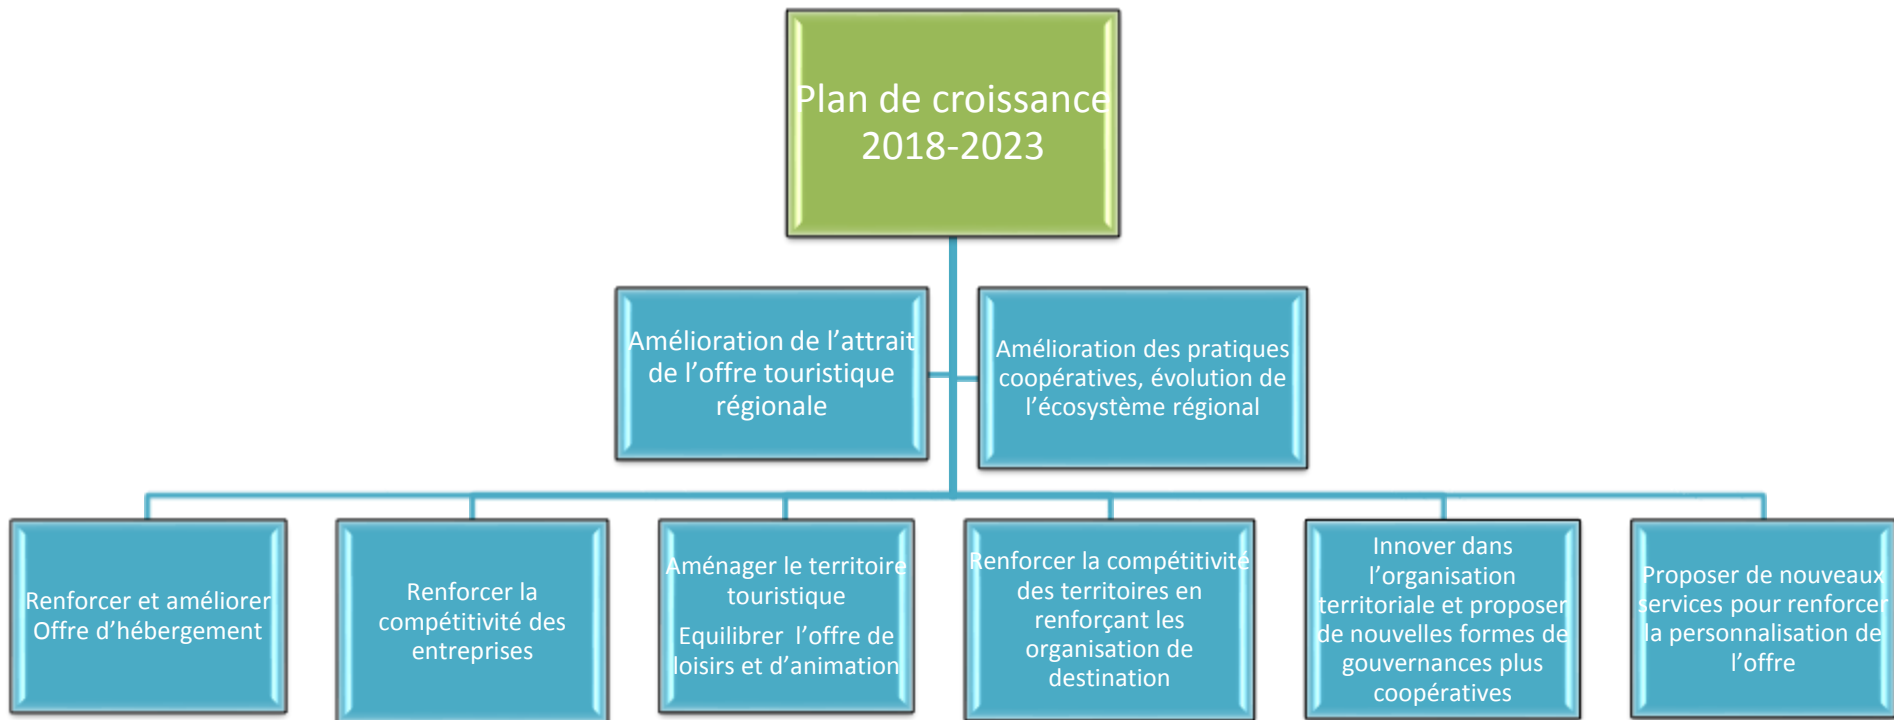 Plan de croissance
2018-2023
Amélioration de l’attrait
de l’offre touristique
régionale
Amélioration des pratiques
coopératives, évolution de
l’écosystème régional
Renforcer et améliorer
Offre d’hébergement
Renforcer la
compétitivité des
entreprises
Aménager le territoire
touristique
Equilibrer l’offre de
loisirs et d’animation
Renforcer la compétitivité
des territoires en
renforçant les
organisation de
destination
Innover dans
l’organisation
territoriale et proposer
de nouvelles formes de
gouvernances plus
coopératives
Proposer de nouveaux
services pour renforcer
la personnalisation de
l’offre